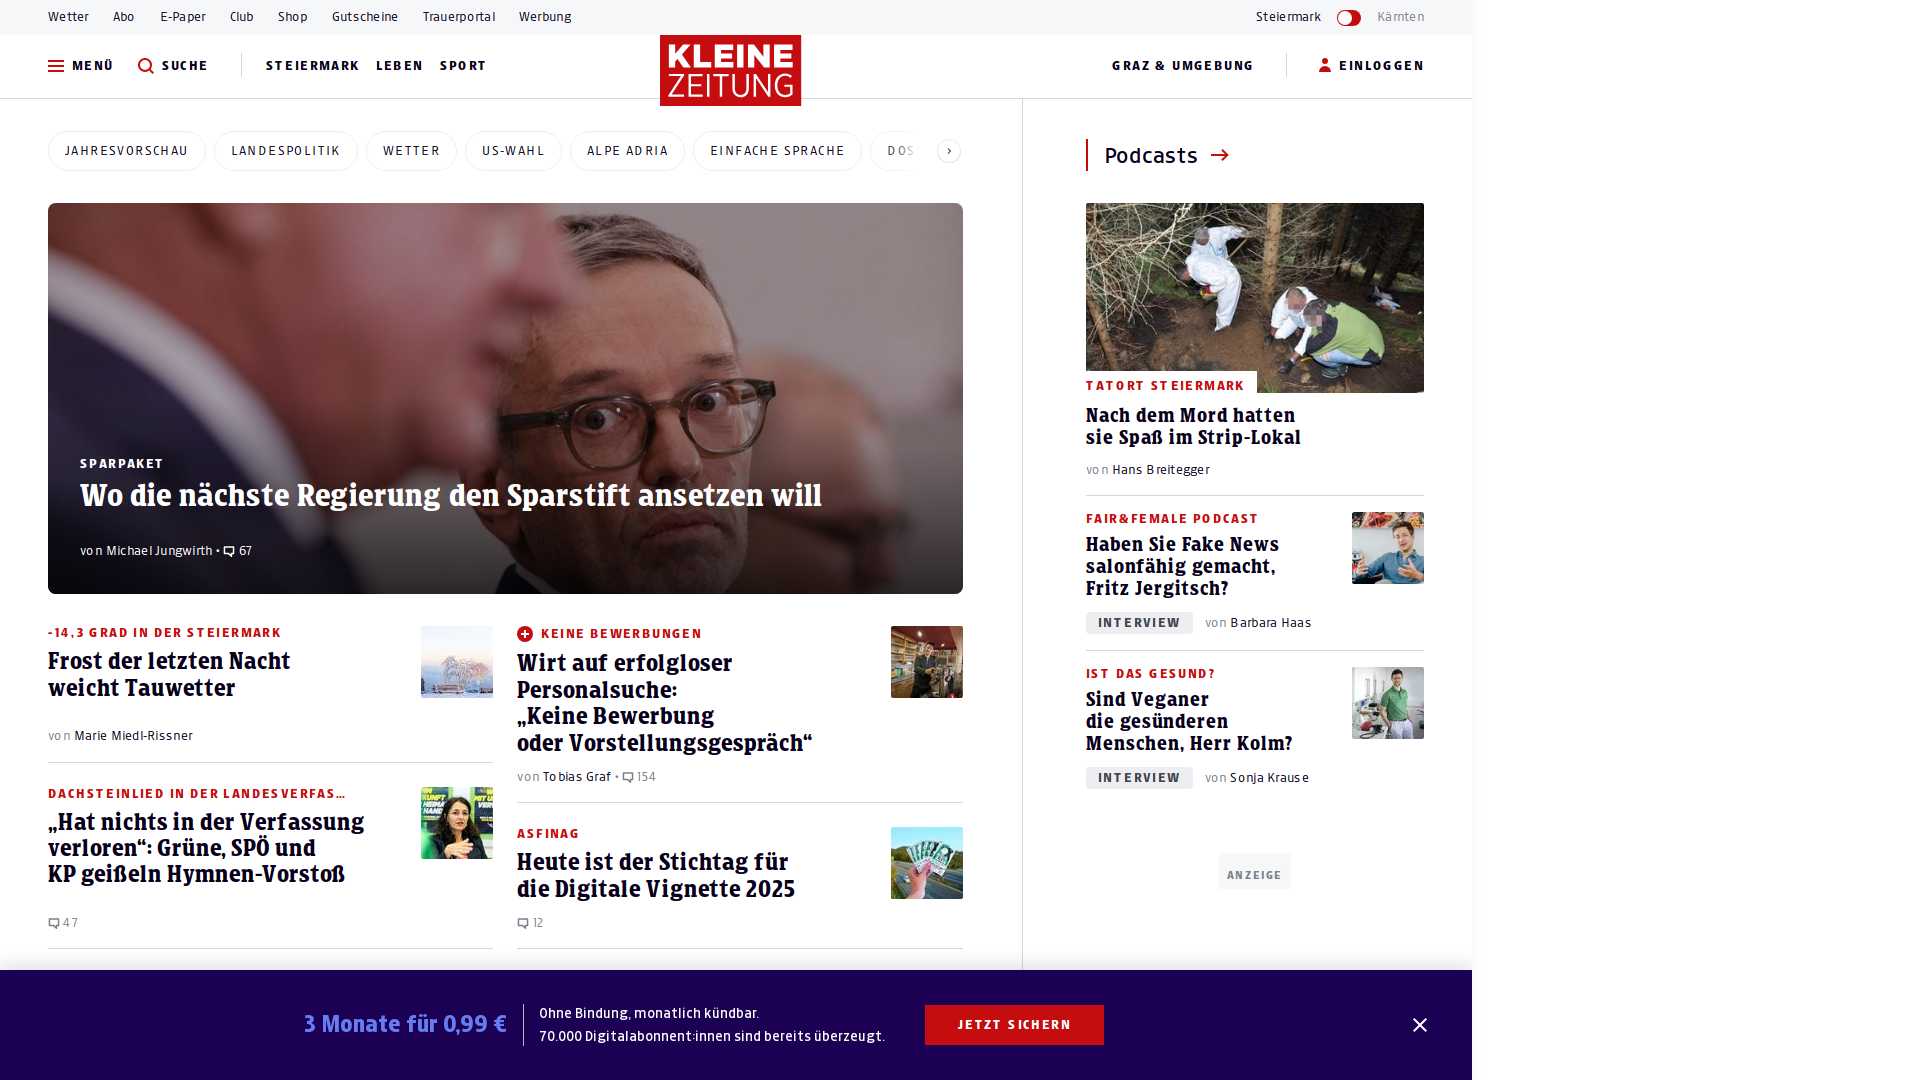 Wetter Abo E-Paper Club Shop Gutscheine Trauerportal Werbung
Steiermark Kärnten
MENÜ SUCHE STEIERMARK LEBEN SPORT
KLEINE
ZEITUNG
GRAZ & UMGEBUNG EINLOGGEN
JAHRESVORSCHAU LANDESPOLITIK WETTER US-WAHL ALPE ADRIA EINFACHE SPRACHE DOS
SPARPAKET
Wo die nächste Regierung den Sparstift ansetzen will
von Michael Jungwirth • 67
-14,3 GRAD IN DER STEIERMARK
Frost der letzten Nacht
weicht Tauwetter
von Marie Miedl-Rissner
DACHSTEINLIED IN DER LANDESVERFAS…
„Hat nichts in der Verfassung
verloren“: Grüne, SPÖ und
KP geißeln Hymnen-Vorstoß
47
KEINE BEWERBUNGEN
Wirt auf erfolgloser
Personalsuche:
„Keine Bewerbung
oder Vorstellungsgespräch“
von Tobias Graf • 154
ASFINAG
Heute ist der Stichtag für
die Digitale Vignette 2025
12
Podcasts
TATORT STEIERMARK
Nach dem Mord hatten
sie Spaß im Strip-Lokal
von Hans Breitegger
FAIR&FEMALE PODCAST
Haben Sie Fake News
salonfähig gemacht,
Fritz Jergitsch?
INTERVIEW von Barbara Haas
IST DAS GESUND?
Sind Veganer
die gesünderen
Menschen, Herr Kolm?
INTERVIEW von Sonja Krause
ANZEIGE
3 Monate für 0,99 €
Ohne Bindung, monatlich kündbar.
70.000 Digitalabonnent:innen sind bereits überzeugt.
JETZT SICHERN